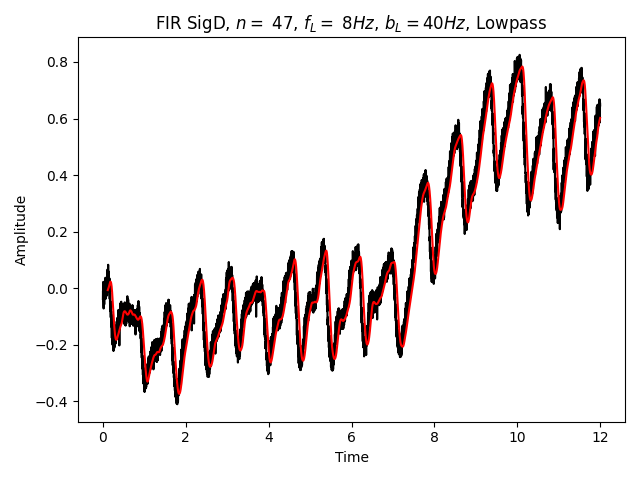 FIR SigD, n = 47, f_L = 8Hz, b_L = 40Hz, Lowpass
Amplitude
0.8
0.6
0.4
0.2
0.0
−0.2
−0.4
0 2 4 6 8 10 12
Time